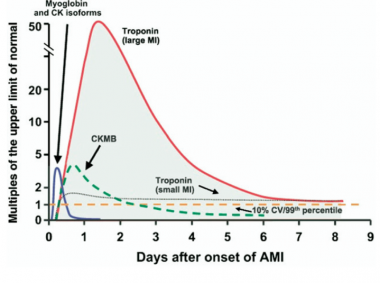 Myoglobin
and CK isoforms
Troponin
(large MI)
CKMB
Troponin
(small MI)
10% CV/99th percentile
Multiples of the upper limit of normal
50
20
10
5
2
1
0
0 1 2 3 4 5 6 7 8 9
Days after onset of AMI